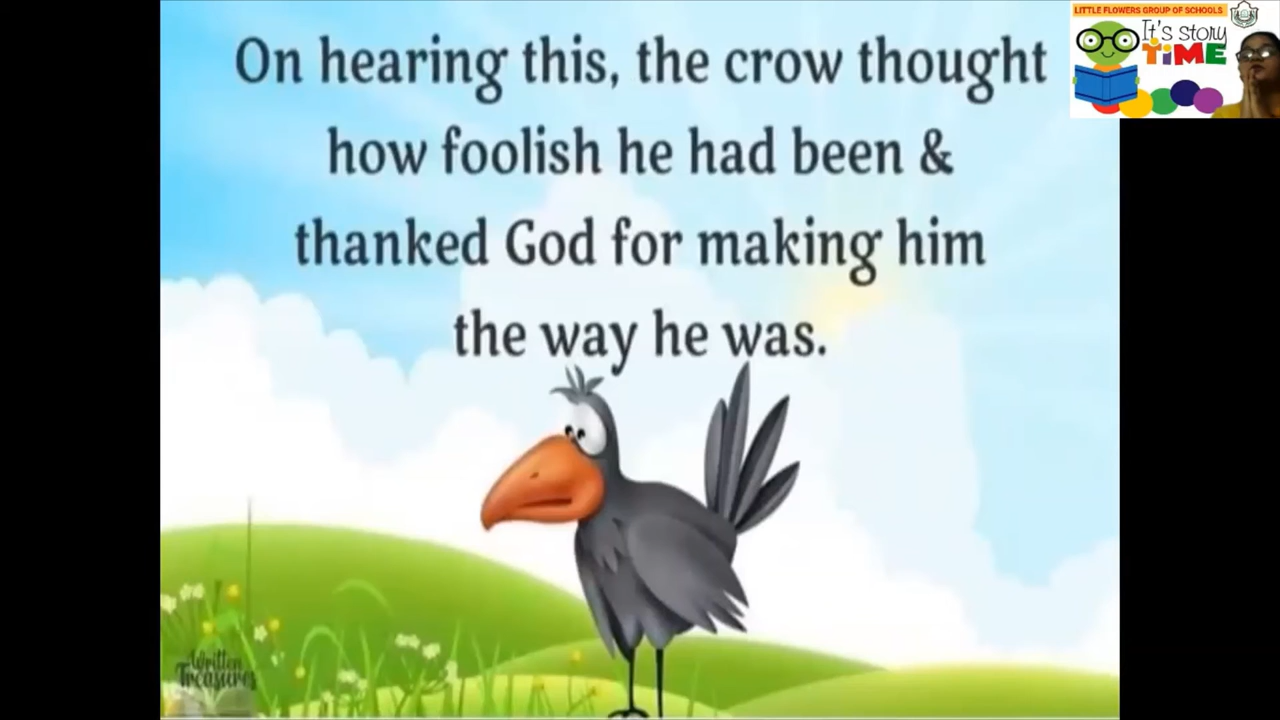 LITTLE FLOWERS GROUP OF SCHOOLS
It's story
TiME
On hearing this, the crow thought
how foolish he had been &
thanked God for making him
the way he was.
Written
Treasures